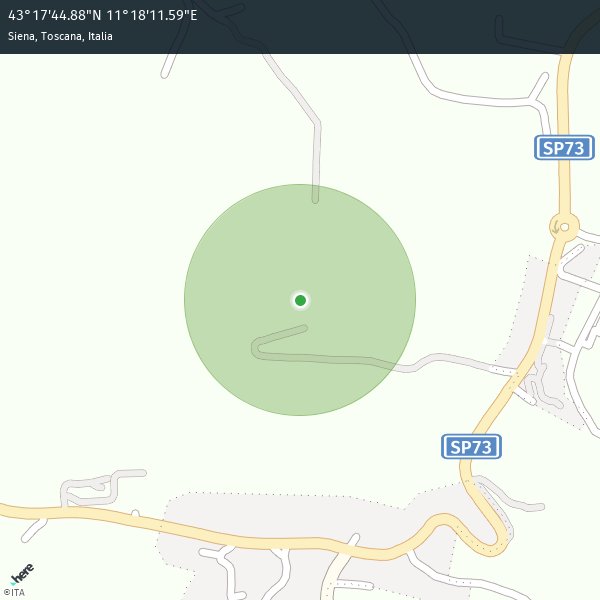 43°17'44.88"N 11°18'11.59"E
Siena, Toscana, Italia
SP73
SP73
here
©ITA